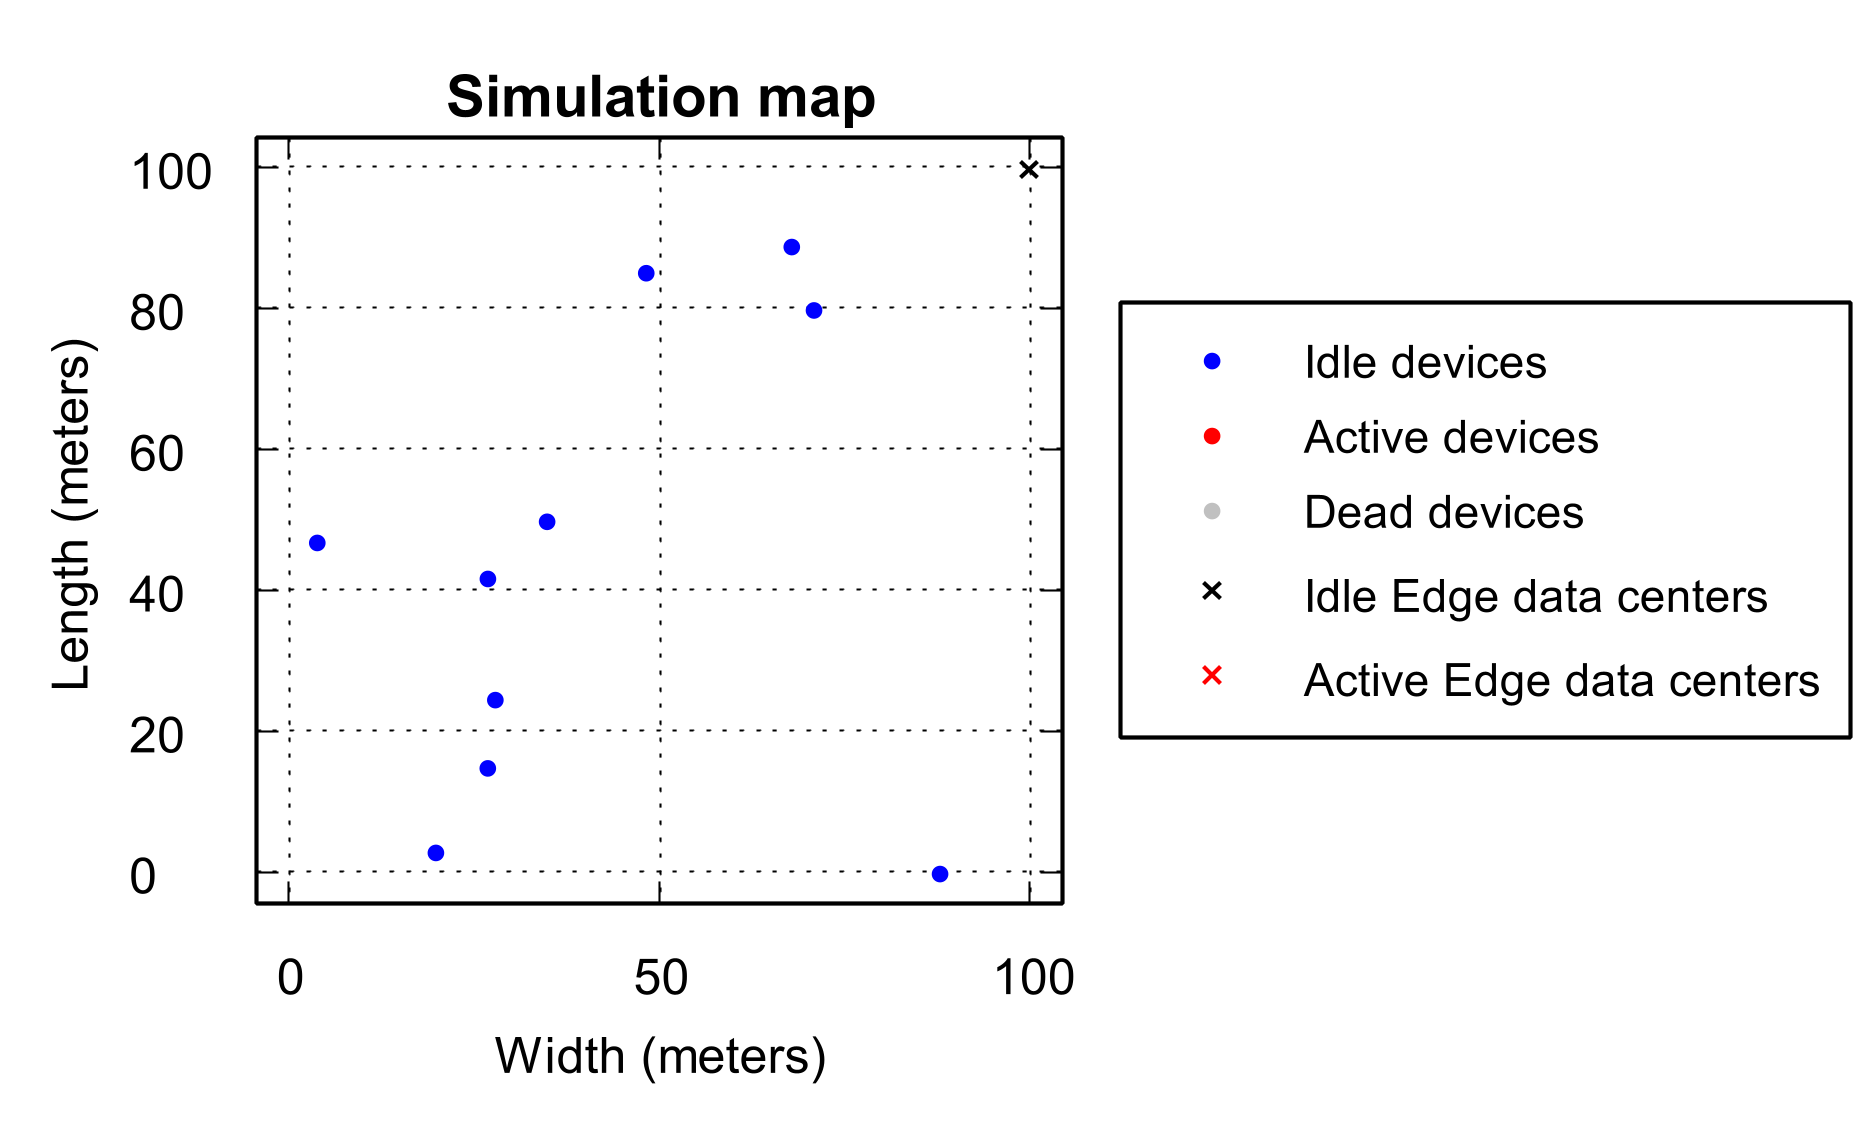 Simulation map
100
80
60
40
20
0
Length (meters)
0 50 100
Width (meters)
Idle devices
Active devices
Dead devices
Idle Edge data centers
Active Edge data centers